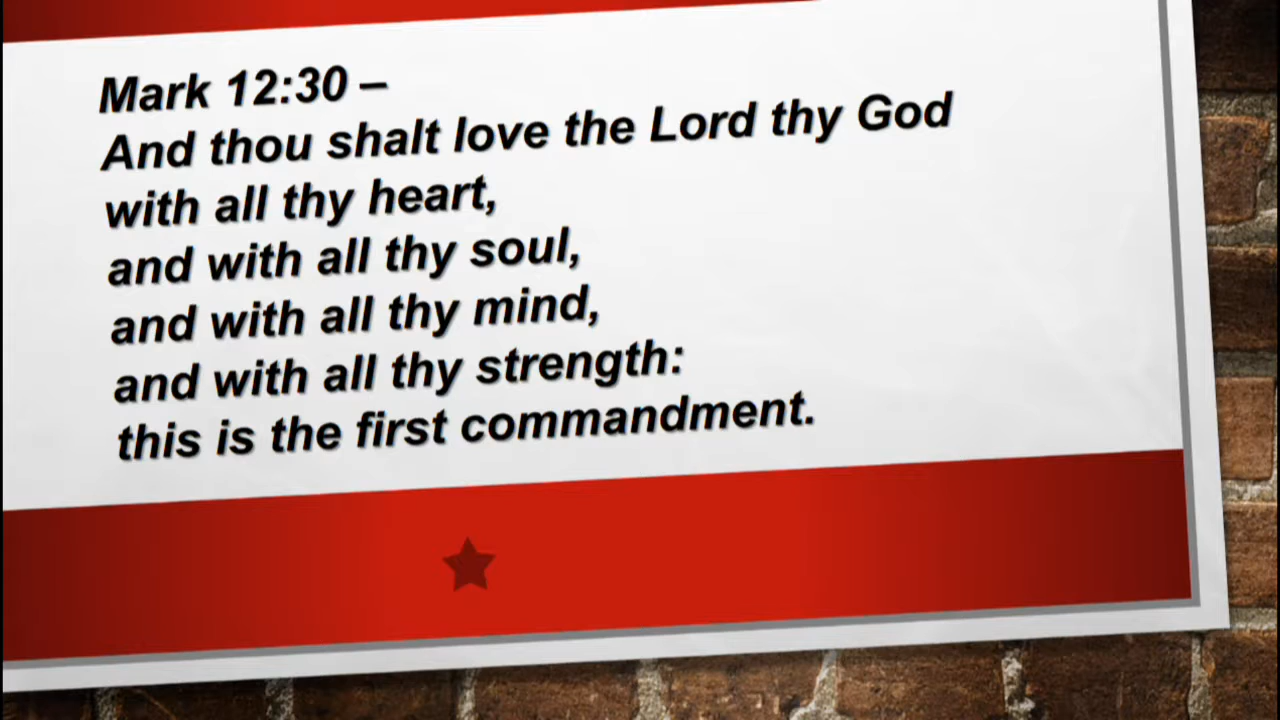 Mark 12:30 –
And thou shalt love the Lord thy God
with all thy heart,
and with all thy soul,
and with all thy mind,
and with all thy strength:
this is the first commandment.